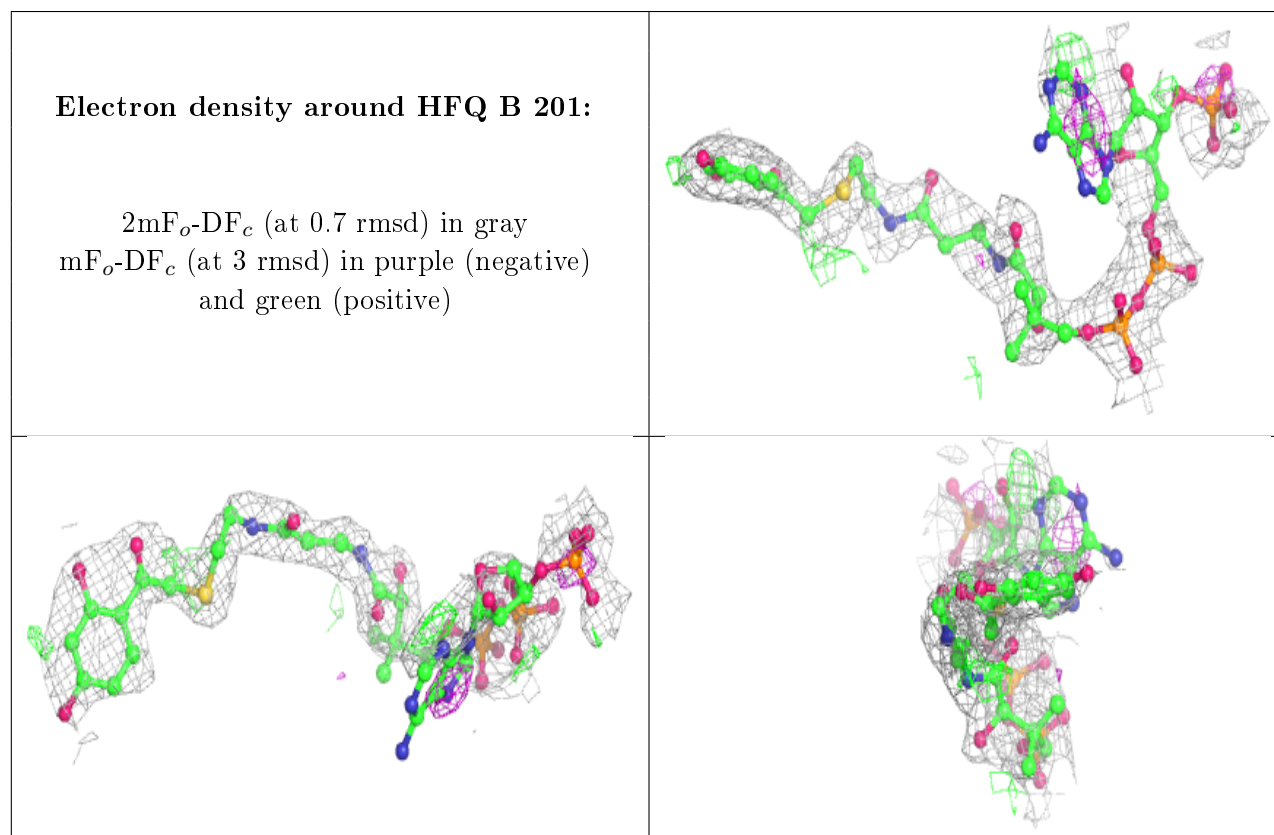 Electron density around HFQ B 201:
2mFₒ-DF𝒸 (at 0.7 rmsd) in gray
mFₒ-DF𝒸 (at 3 rmsd) in purple (negative)
and green (positive)